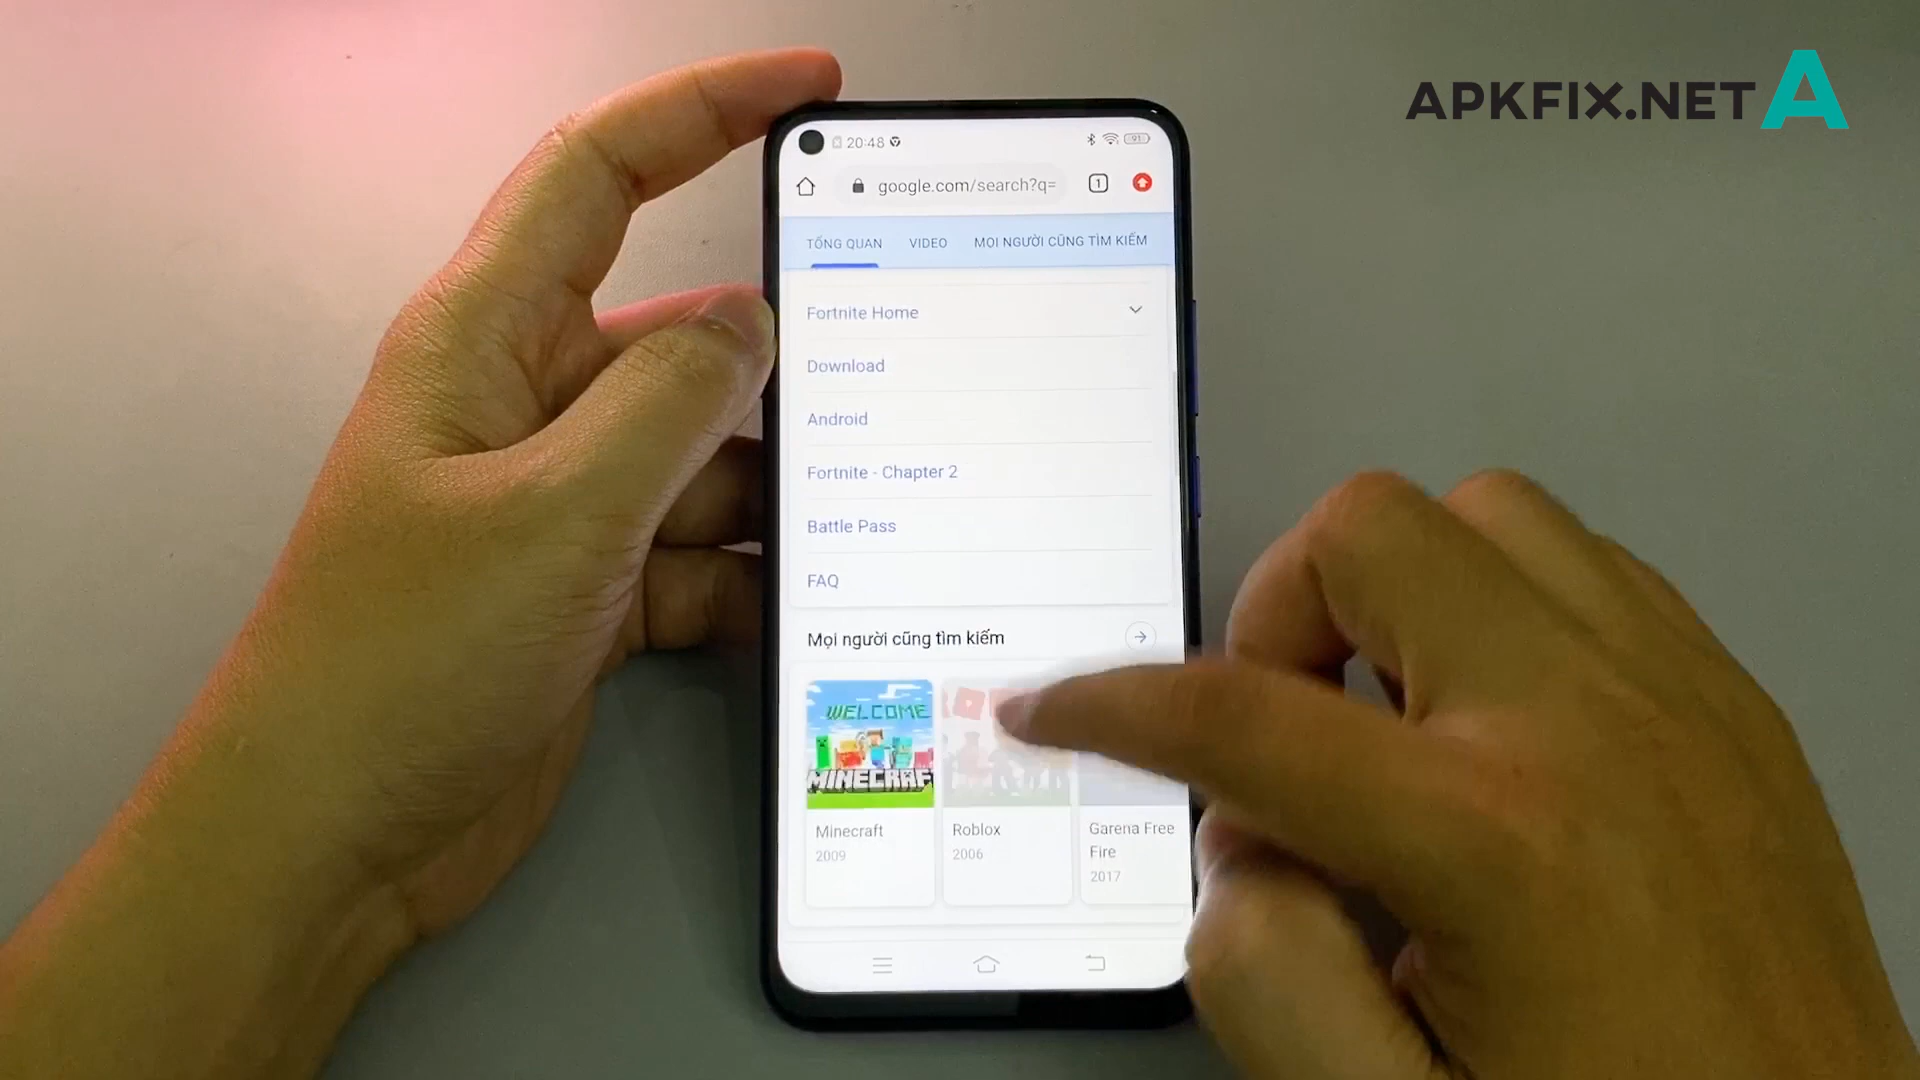 APKFIX.NET A
20:48
91
google.com/search?q=
1
TỔNG QUAN VIDEO MỌI NGƯỜI CŨNG TÌM KIẾM
Fortnite Home
Download
Android
Fortnite - Chapter 2
Battle Pass
FAQ
Mọi người cũng tìm kiếm
WELCOME
MINECRAFT
Minecraft
2009
Roblox
2006
Garena Free
Fire
2017